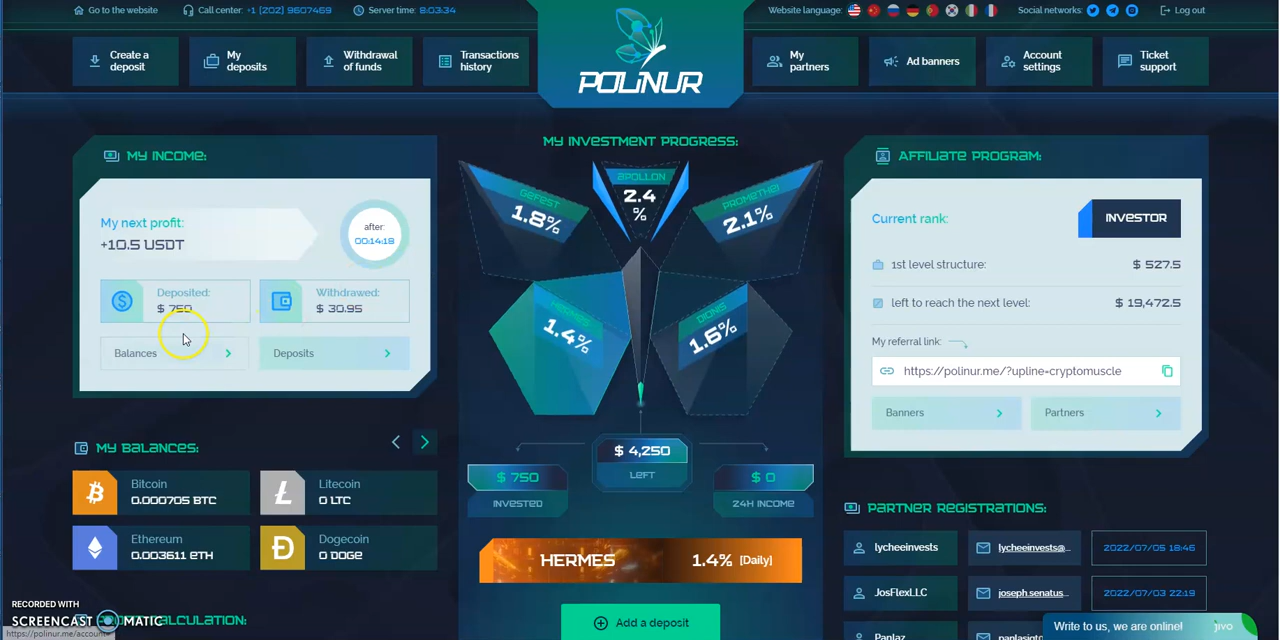 Go to the website
Call center: +1 (202) 9607459
Server time: 8:03:34
Website language:
Social networks:
Log out
Create a
deposit
My
deposits
Withdrawal
of funds
Transactions
history
POLINUR
My
partners
Ad banners
Account
settings
Ticket
support
MY INCOME:
My next profit:
+10.5 USDT
after:
00:14:19
Deposited:
$ 750
Withdrawed:
$ 30.95
Balances
Deposits
MY BALANCES:
Bitcoin
0.000705 BTC
Litecoin
0 LTC
Ethereum
0.003611 ETH
Dogecoin
0 DOGE
CALCULATION:
RECORDED WITH
SCREENCAST MATIC
https://polinur.me/account
MY INVESTMENT PROGRESS:
GEFEST
1.8%
APOLLON
2.4
%
PROMETHEI
2.1%
HERMES
1.4%
DIONIS
1.6%
$ 4,250
LEFT
$ 750
INVESTED
$ 0
24H INCOME
HERMES
1.4% [Daily]
Add a deposit
AFFILIATE PROGRAM:
Current rank:
INVESTOR
1st level structure:
$ 527.5
left to reach the next level:
$ 19,472.5
My referral link:
https://polinur.me/?upline=cryptomuscle
Banners
Partners
PARTNER REGISTRATIONS:
lycheeinvests
lycheeinvests@...
2022/07/05 18:46
JosFlexLLC
joseph.senatus...
2022/07/03 22:19
Panlaz
Write to us, we are online!
jivo